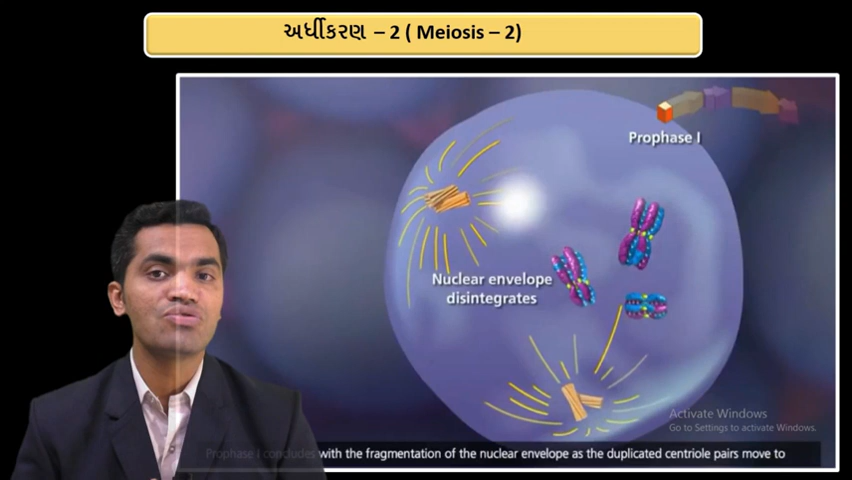 અર્ધીકરણ – 2 ( Meiosis – 2)
Prophase I
Nuclear envelope
disintegrates
Activate Windows
Go to Settings to activate Windows.
Prophase I concludes with the fragmentation of the nuclear envelope as the duplicated centriole pairs move to